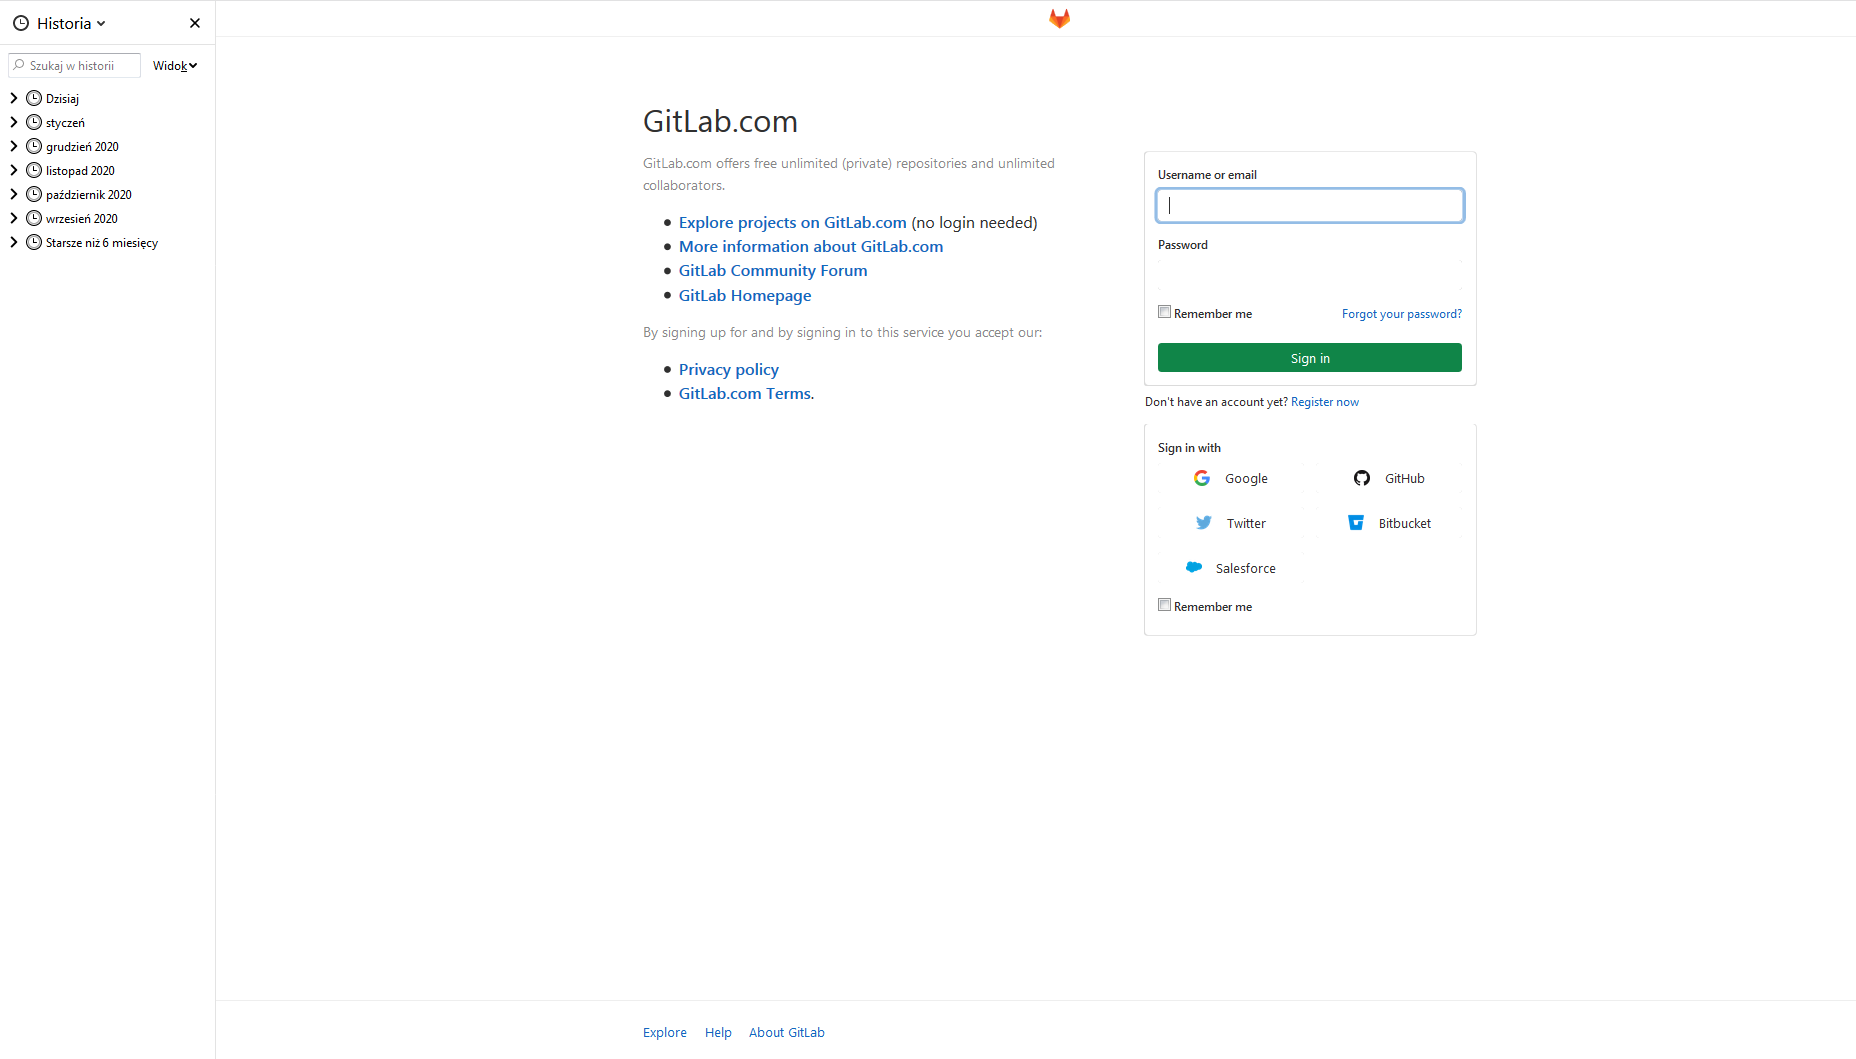 Historia
Szukaj w historii
Widok
Dzisiaj
styczeń
grudzień 2020
listopad 2020
październik 2020
wrzesień 2020
Starsze niż 6 miesięcy
GitLab.com
GitLab.com offers free unlimited (private) repositories and unlimited
collaborators.
Explore projects on GitLab.com (no login needed)
More information about GitLab.com
GitLab Community Forum
GitLab Homepage
By signing up for and by signing in to this service you accept our:
Privacy policy
GitLab.com Terms.
Username or email
Password
Remember me
Forgot your password?
Sign in
Don't have an account yet? Register now
Sign in with
Google
GitHub
Twitter
Bitbucket
Salesforce
Remember me
Explore
Help
About GitLab